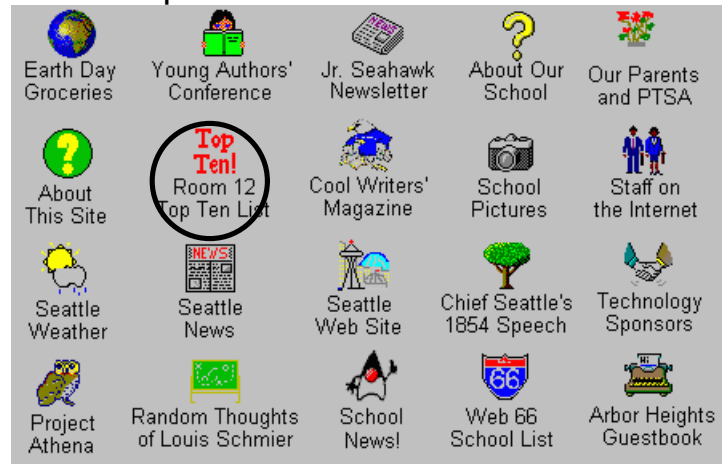 Earth Day
Groceries
Young Authors'
Conference
Jr. Seahawk
Newsletter
About Our
School
Our Parents
and PTSA
About
This Site
Top
Ten!
Room 12
Top Ten List
Cool Writers'
Magazine
School
Pictures
Staff on
the Internet
Seattle
Weather
NEWS
Seattle
News
Seattle
Web Site
Chief Seattle's
1854 Speech
Technology
Sponsors
Project
Athena
Random Thoughts
of Louis Schmier
School
News!
66
Web 66
School List
Hi
Arbor Heights
Guestbook